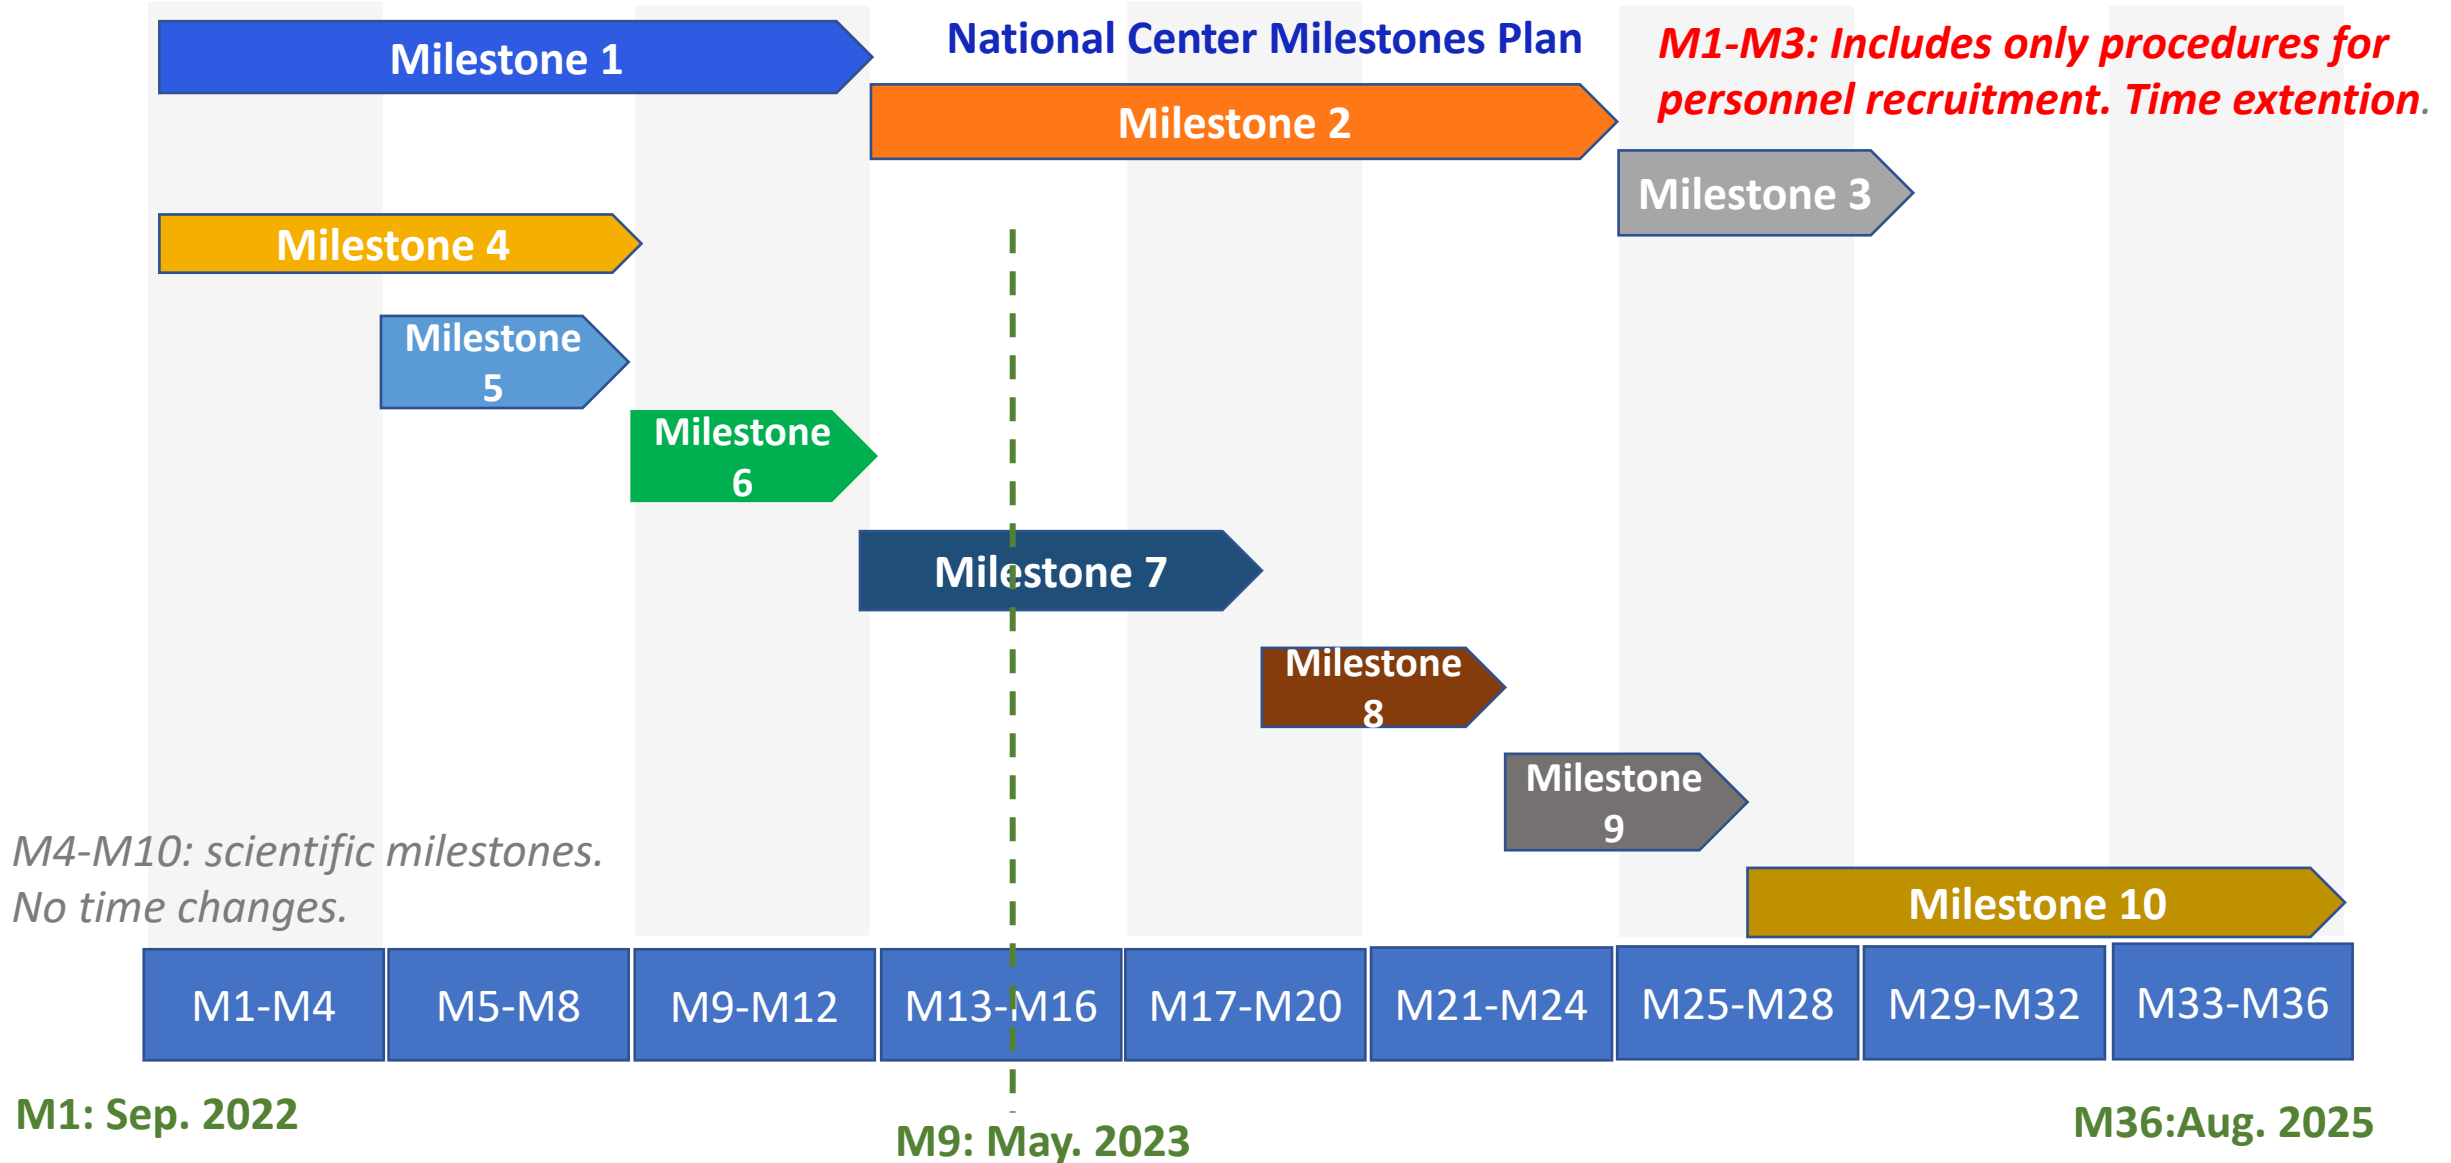 Milestone 1
National Center Milestones Plan
M1-M3: Includes only procedures for
personnel recruitment. Time extention.
Milestone 2
Milestone 3
Milestone 4
Milestone
5
Milestone
6
Milestone 7
Milestone
8
Milestone
9
M4-M10: scientific milestones.
No time changes.
Milestone 10
M1-M4
M5-M8
M9-M12
M13-M16
M17-M20
M21-M24
M25-M28
M29-M32
M33-M36
M1: Sep. 2022
M9: May. 2023
M36:Aug. 2025